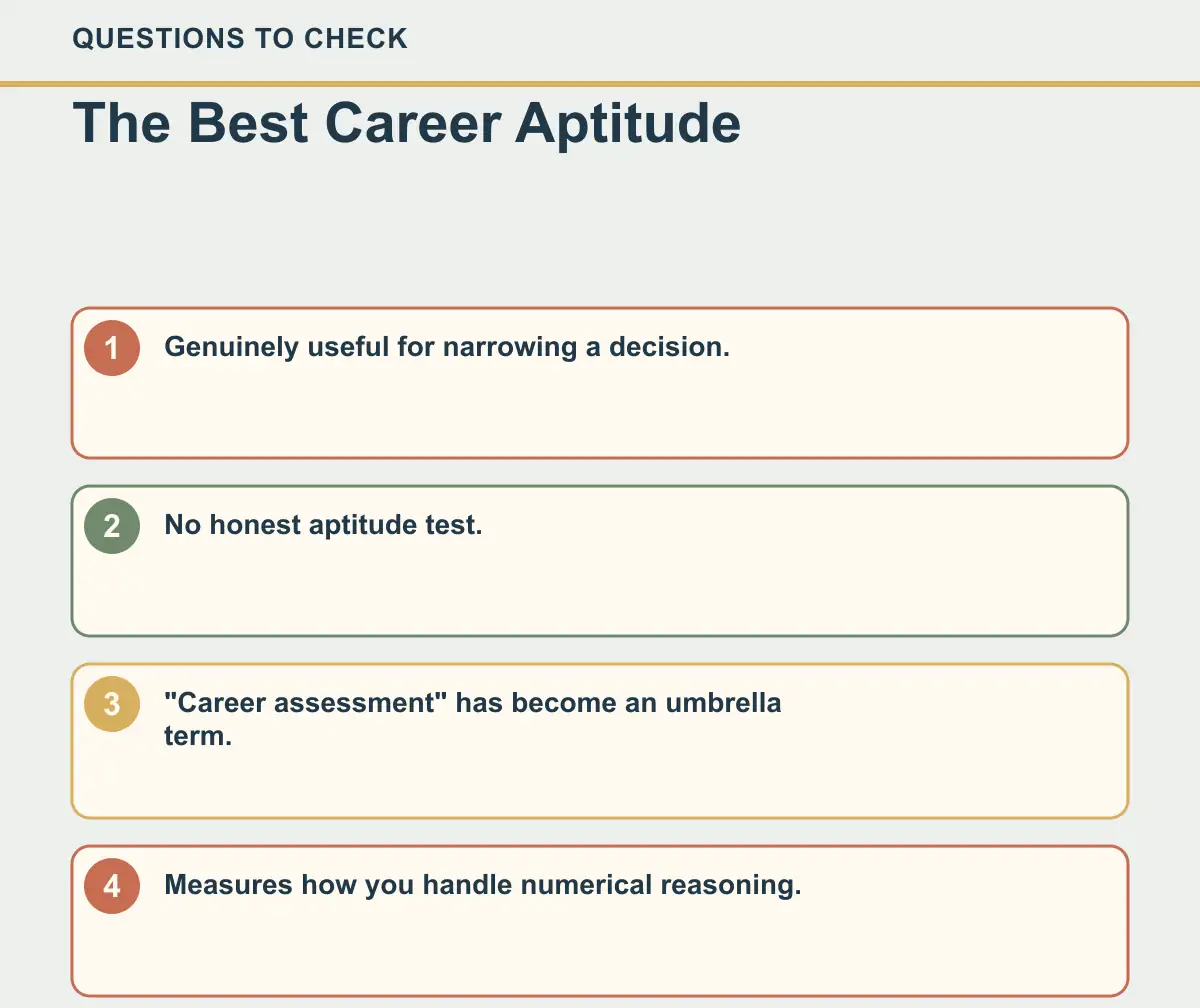 QUESTIONS TO CHECK
The Best Career Aptitude
1 Genuinely useful for narrowing a decision.
2 No honest aptitude test.
3 "Career assessment" has become an umbrella
term.
4 Measures how you handle numerical reasoning.